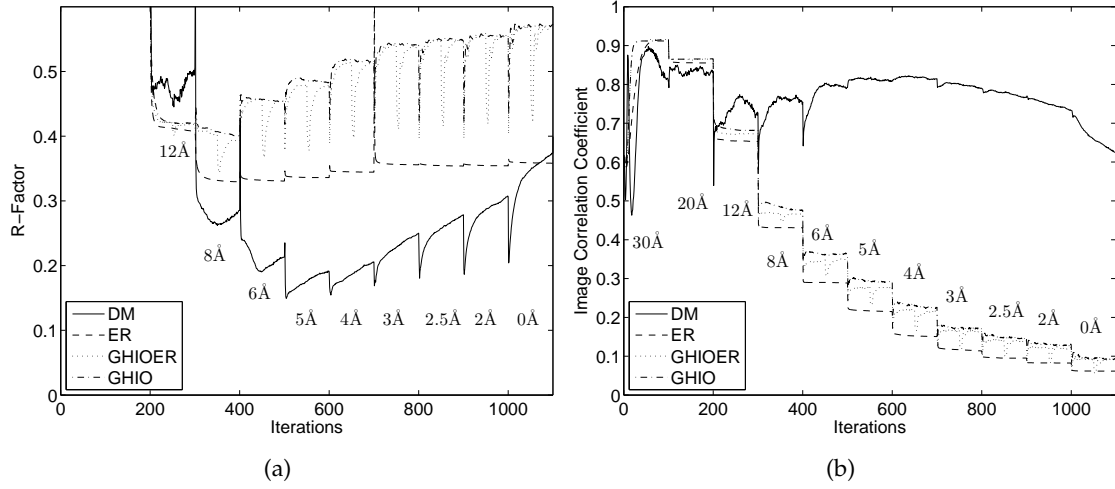 (a)
0.5
0.4
0.3
0.2
0.1
0
R−Factor
0
200
400
600
800
1000
Iterations
12Å
8Å
6Å
5Å
4Å
3Å
2.5Å
2Å
0Å
DM
ER
GHIOER
GHIO
(a)
(b)
1
0.9
0.8
0.7
0.6
0.5
0.4
0.3
0.2
0.1
0
Image Correlation Coefficient
0
200
400
600
800
1000
Iterations
30Å
20Å
12Å
8Å
6Å
5Å
4Å
3Å
2.5Å
2Å
0Å
DM
ER
GHIOER
GHIO
(b)